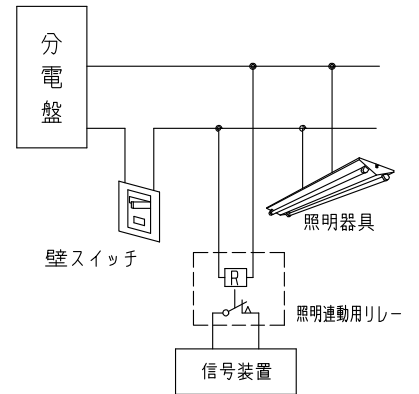 分電盤
壁スイッチ
照明器具
R
照明連動用リレー
信号装置